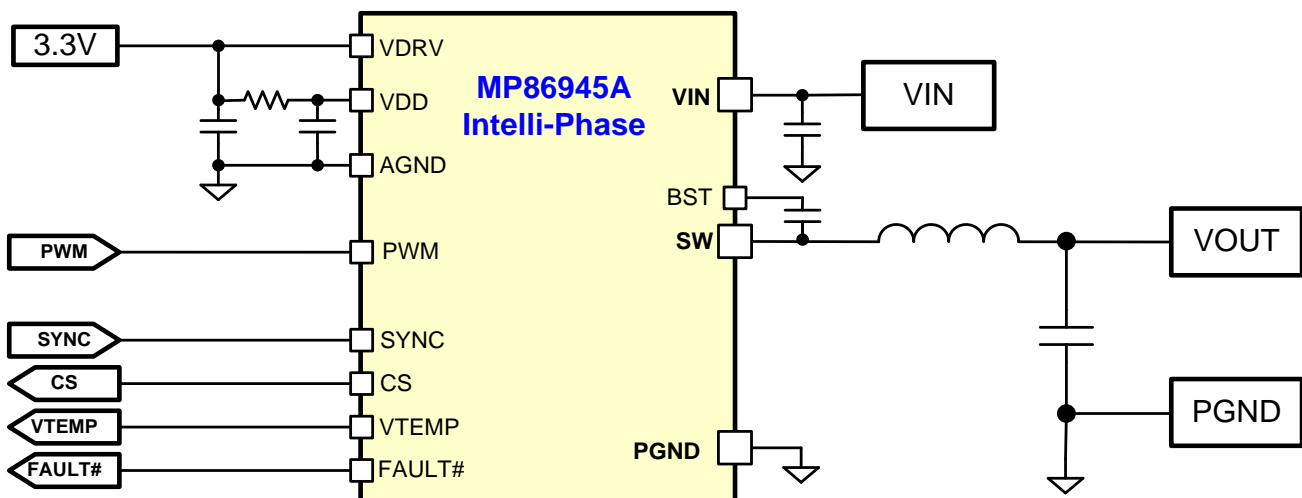 3.3V
VDRV
VDD
AGND
PWM
PWM
SYNC
SYNC
CS
CS
VTEMP
VTEMP
FAULT#
FAULT#
MP86945A
Intelli-Phase
VIN
VIN
BST
SW
VOUT
PGND
PGND